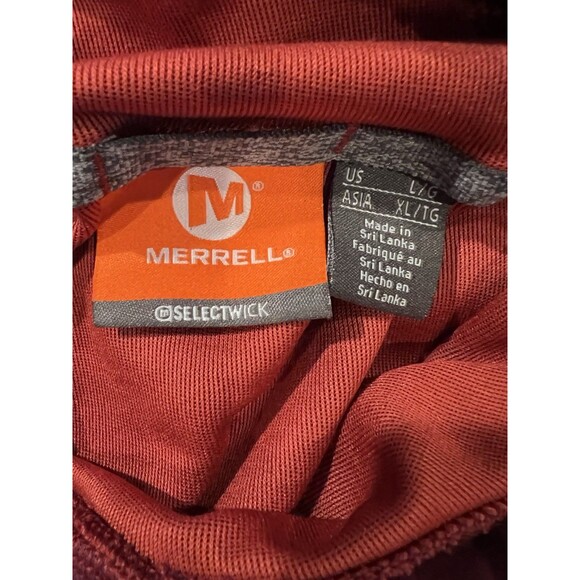 M®
MERRELL®
M SELECTWICK
US L/G
ASIA XL/TG
Made in
Sri Lanka
Fabriqué au
Sri Lanka
Hecho en
Sri Lanka